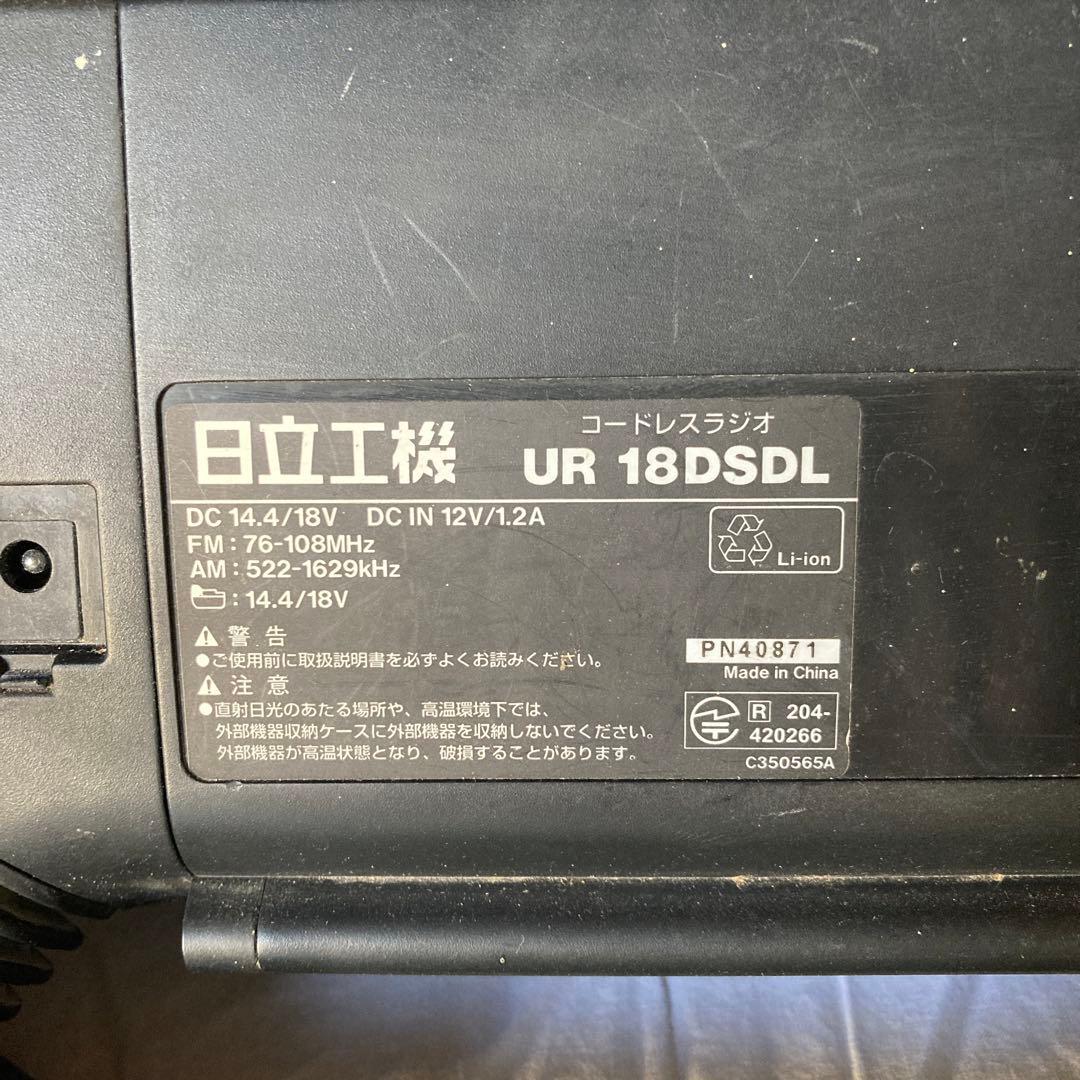 日立工機
コードレスラジオ
UR 18DSDL
DC 14.4/18V DC IN 12V/1.2A
FM : 76-108MHz
AM : 522-1629kHz
: 14.4/18V
Li-ion
警告
●ご使用前に取扱説明書を必ずよくお読みください。
注意
●直射日光のあたる場所や、高温環境下では、
外部機器収納ケースに外部機器を収納しないでください。
外部機器が高温状態となり、破損することがあります。
PN40871
Made in China
R 204-
420266
C350565A